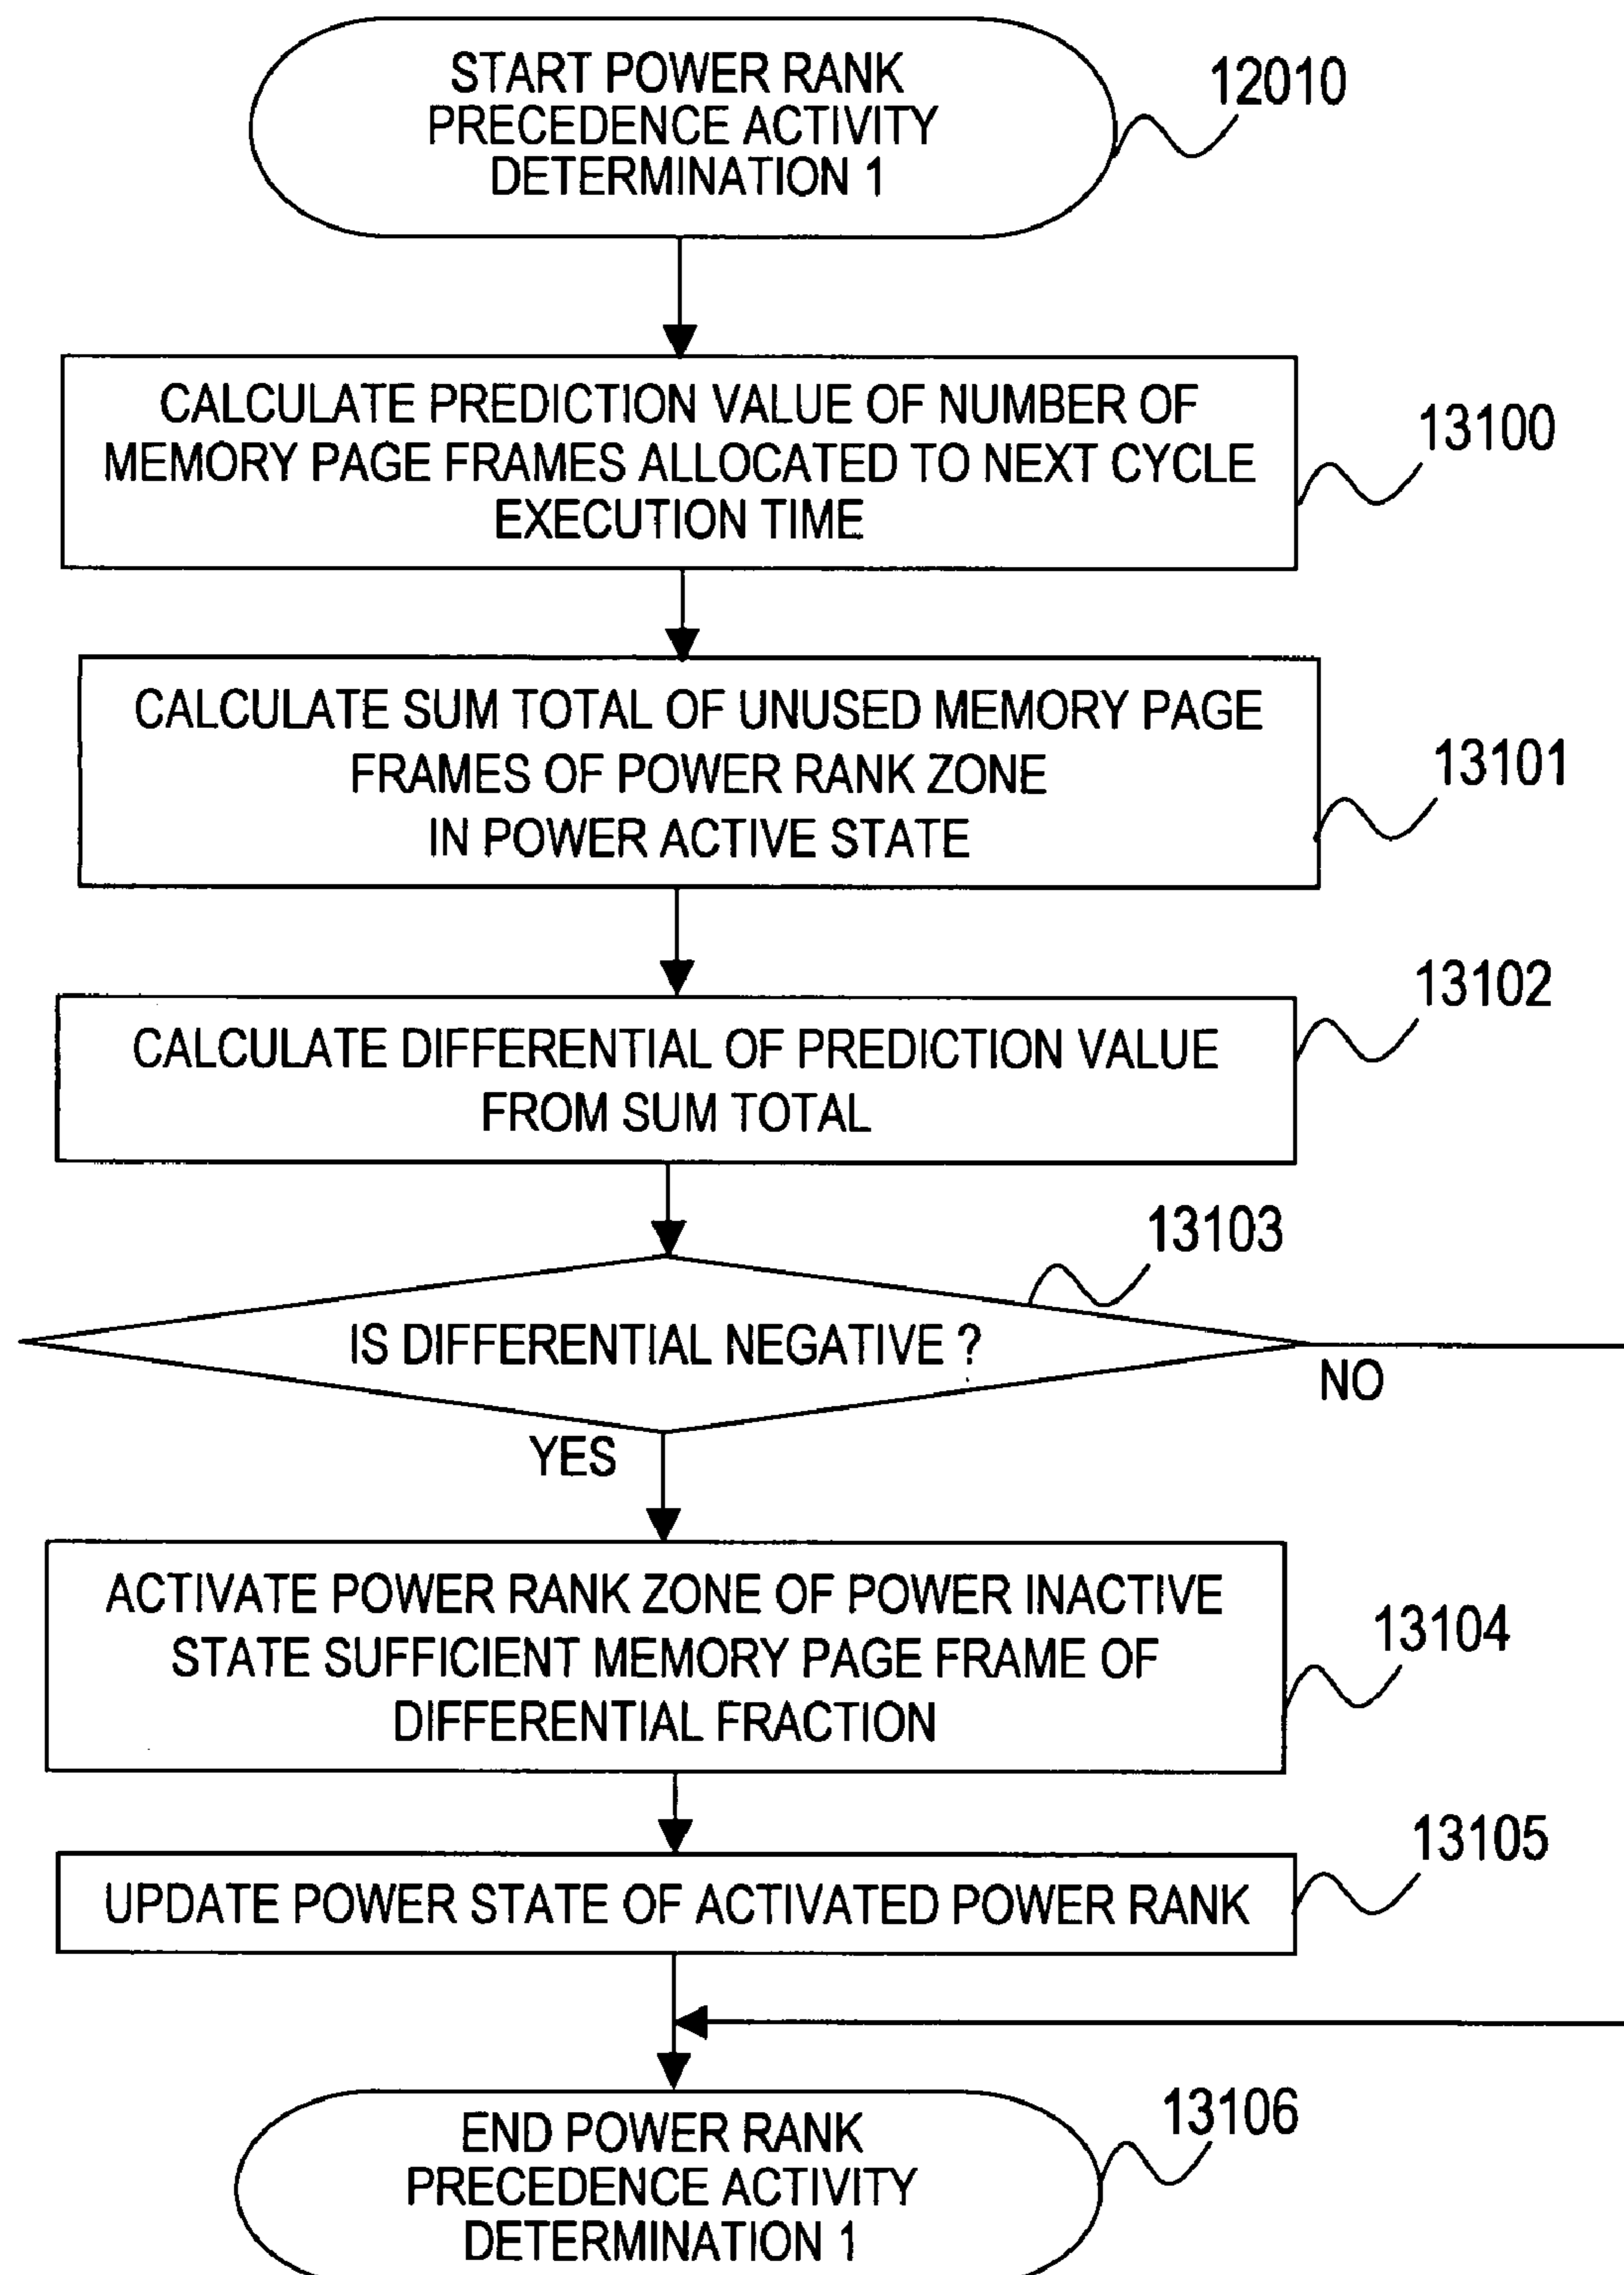 START POWER RANK
PRECEDENCE ACTIVITY
DETERMINATION 1
12010
CALCULATE PREDICTION VALUE OF NUMBER OF
MEMORY PAGE FRAMES ALLOCATED TO NEXT CYCLE
EXECUTION TIME
13100
CALCULATE SUM TOTAL OF UNUSED MEMORY PAGE
FRAMES OF POWER RANK ZONE
IN POWER ACTIVE STATE
13101
CALCULATE DIFFERENTIAL OF PREDICTION VALUE
FROM SUM TOTAL
13102
13103
IS DIFFERENTIAL NEGATIVE ?
NO
YES
ACTIVATE POWER RANK ZONE OF POWER INACTIVE
STATE SUFFICIENT MEMORY PAGE FRAME OF
DIFFERENTIAL FRACTION
13104
UPDATE POWER STATE OF ACTIVATED POWER RANK
13105
END POWER RANK
PRECEDENCE ACTIVITY
DETERMINATION 1
13106